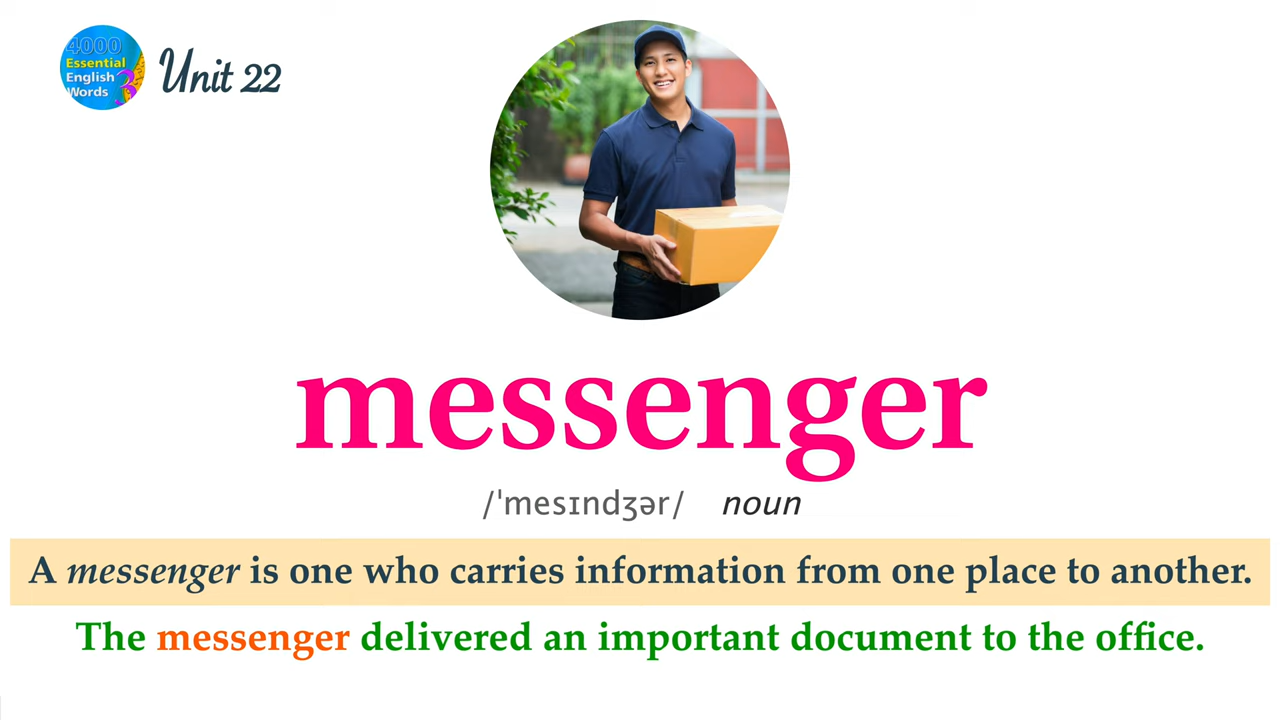 4000
Essential
English
Words 3
Unit 22
messenger
/ˈmesɪndʒər/ noun
A messenger is one who carries information from one place to another.
The messenger delivered an important document to the office.